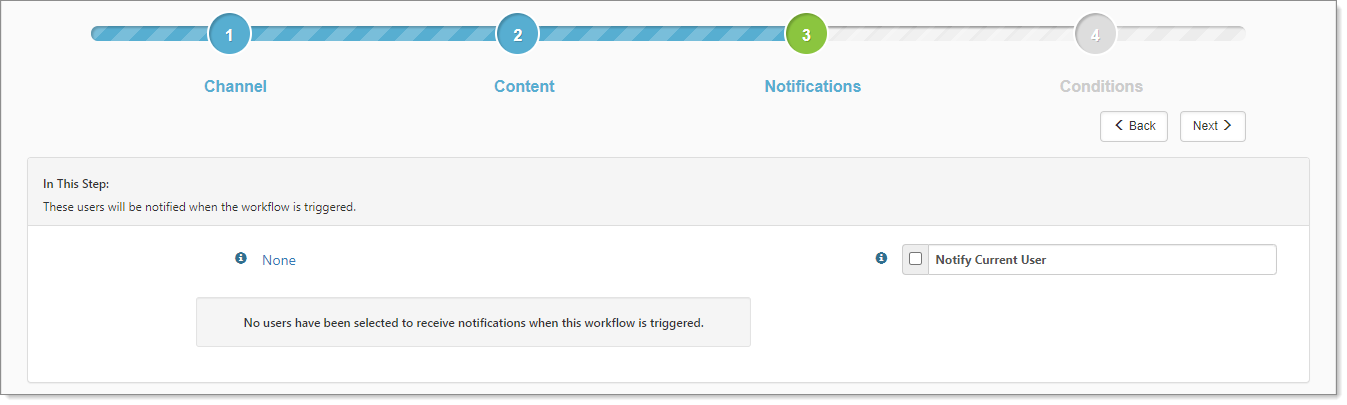 1 2 3 4
Channel Content Notifications Conditions
Back Next
In This Step:
These users will be notified when the workflow is triggered.
None Notify Current User
No users have been selected to receive notifications when this workflow is triggered.